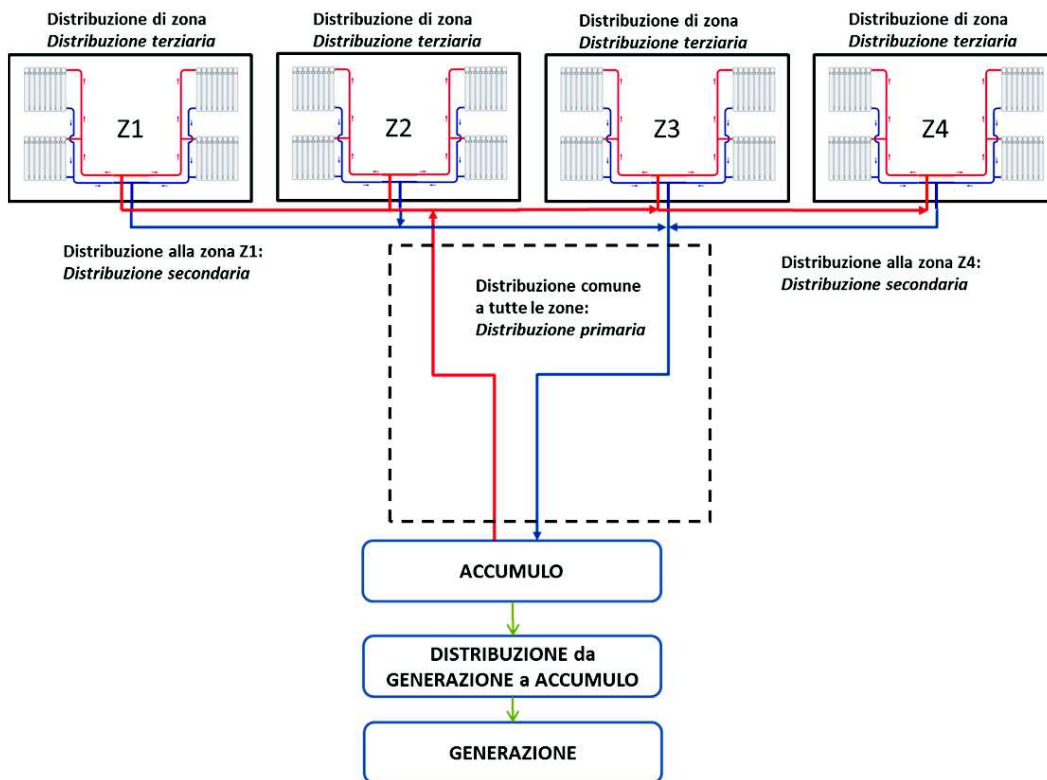 Distribuzione di zona
Distribuzione terziaria
Distribuzione di zona
Distribuzione terziaria
Distribuzione di zona
Distribuzione terziaria
Distribuzione di zona
Distribuzione terziaria
Z1
Z2
Z3
Z4
Distribuzione alla zona Z1:
Distribuzione secondaria
Distribuzione comune
a tutte le zone:
Distribuzione primaria
Distribuzione alla zona Z4:
Distribuzione secondaria
ACCUMULO
DISTRIBUZIONE da
GENERAZIONE a ACCUMULO
GENERAZIONE